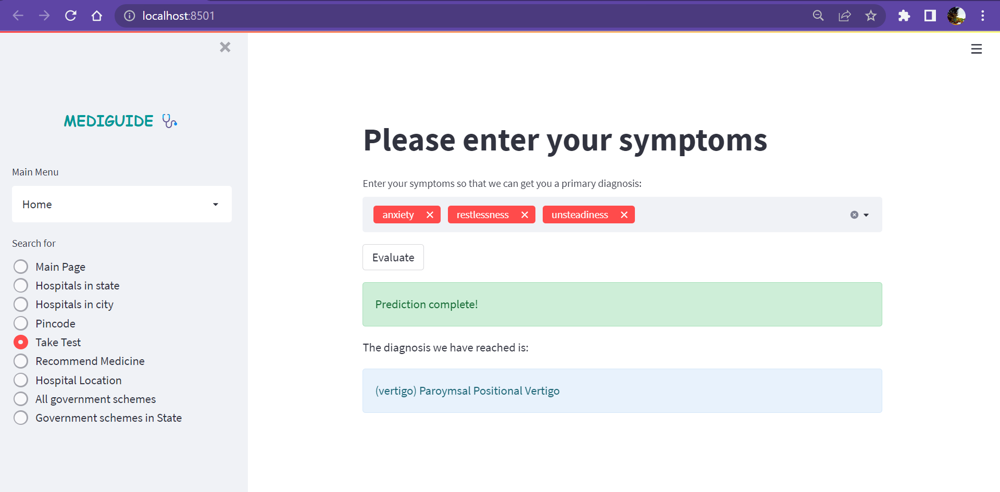 localhost:8501
MEDIGUIDE
Main Menu
Home
Search for
Main Page
Hospitals in state
Hospitals in city
Pincode
Take Test
Recommend Medicine
Hospital Location
All government schemes
Government schemes in State
Please enter your symptoms
Enter your symptoms so that we can get you a primary diagnosis:
anxiety restlessness unsteadiness
Evaluate
Prediction complete!
The diagnosis we have reached is:
(vertigo) Paroymsal Positional Vertigo